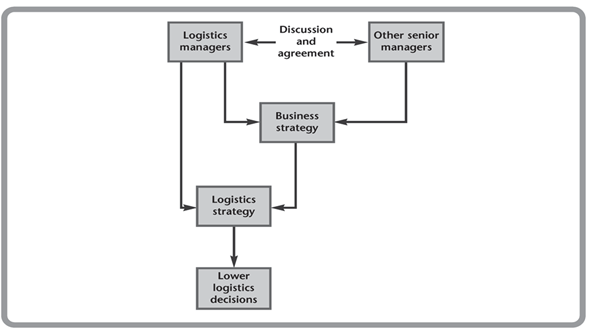 Logistics
managers
Discussion
and
agreement
Other senior
managers
Business
strategy
Logistics
strategy
Lower
logistics
decisions